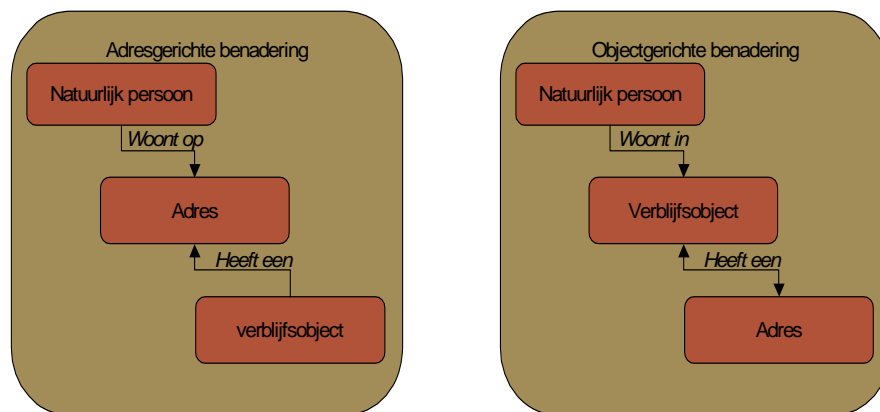 Adresgerichte benadering
Natuurlijk persoon
Woont op
Adres
Heeft een
verblijfsobject
Objectgerichte benadering
Natuurlijk persoon
Woont in
Verblijfsobject
Heeft een
Adres